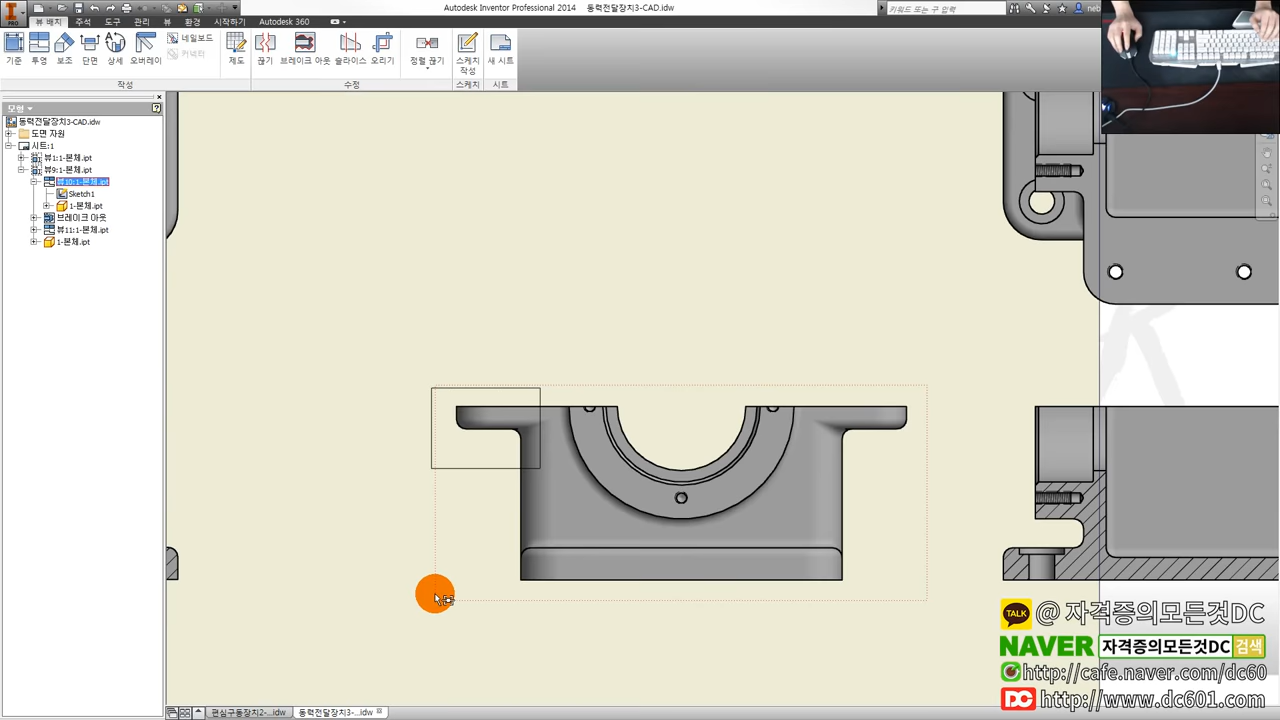 Autodesk Inventor Professional 2014 동력전달장치3-CAD.idw
키워드 또는 구 입력
PRO
뷰 배치 주석 도구 관리 뷰 환경 시작하기 Autodesk 360
기준 투영 보조 단면 상세 오버레이
네일보드
커넥터
제도 끊기 브레이크 아웃 슬라이스 오리기 정렬 끊기
스케치
작성
새 시트
작성 수정 스케치 시트
모형
동력전달장치3-CAD.idw
도면 자원
시트:1
뷰1:1-본체.ipt
뷰9:1-본체.ipt
뷰10:1-본체.ipt
Sketch1
1-본체.ipt
브레이크 아웃
뷰11:1-본체.ipt
1-본체.ipt
편심구동장치2-...idw 동력전달장치3-...idw
TALK @ 자격증의모든것DC
NAVER 자격증의모든것DC 검색
http://cafe.naver.com/dc60
DC http://www.dc601.com